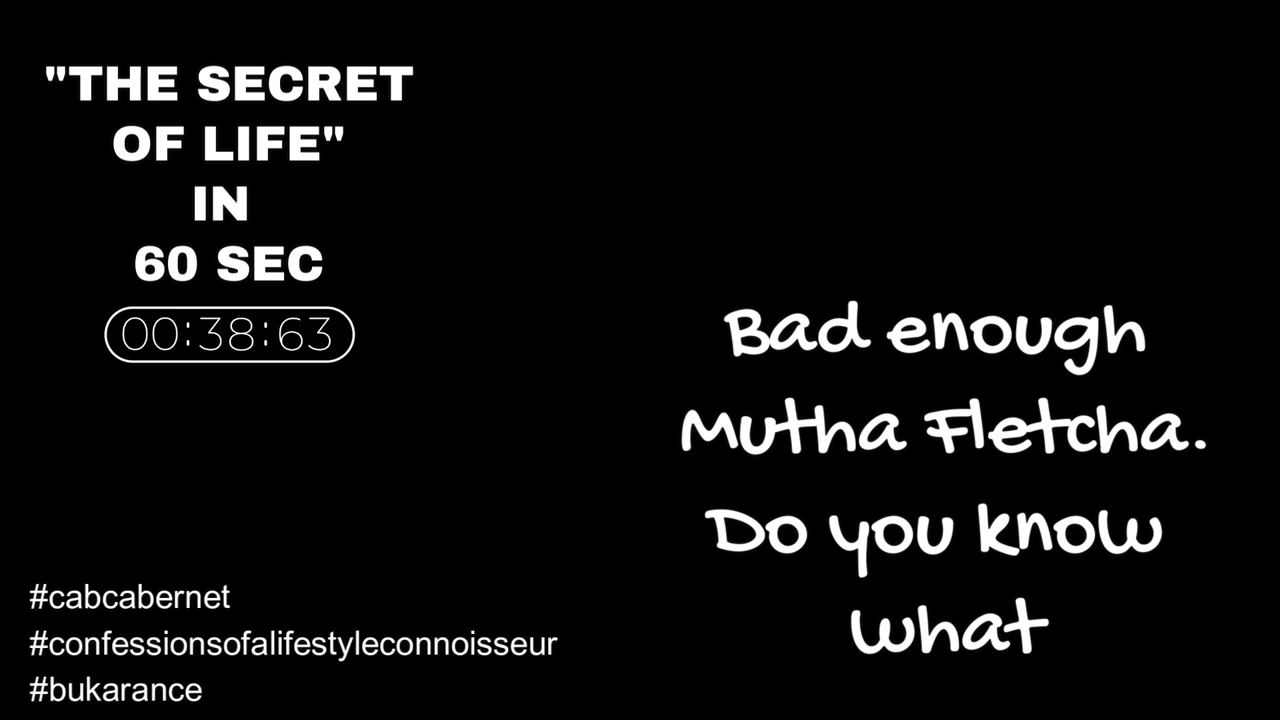 "THE SECRET
OF LIFE"
IN
60 SEC
00:38:63
Bad enough
Mutha Fletcha.
Do you know
what
#cabcabernet
#confessionsofalifestyleconnoisseur
#bukarance